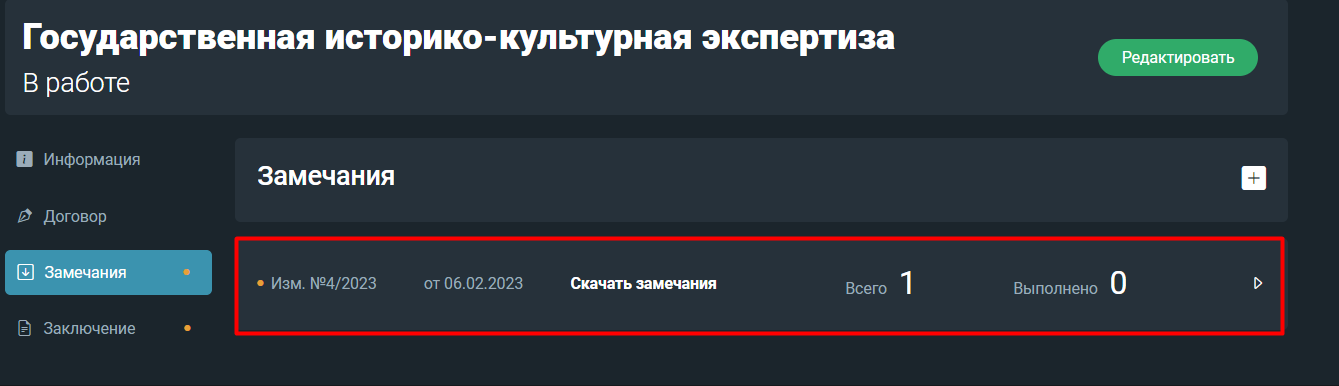 Государственная историко-культурная экспертиза
В работе
Редактировать
Информация
Договор
Замечания
Заключение
Замечания
Изм. №4/2023 от 06.02.2023 Скачать замечания Всего 1 Выполнено 0